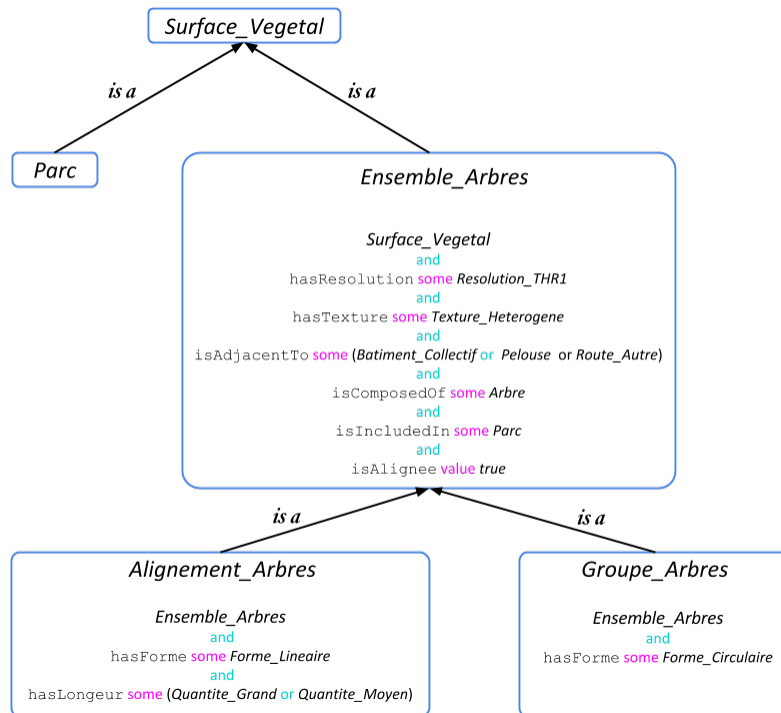 Surface_Vegetal
is a
is a
Parc
Ensemble_Arbres
Surface_Vegetal
and
hasResolution some Resolution_THR1
and
hasTexture some Texture_Heterogene
and
isAdjacentTo some (Batiment_Collectif or Pelouse or Route_Autre)
and
isComposedOf some Arbre
and
isIncludedIn some Parc
and
isAlignee value true
is a
is a
Alignement_Arbres
Ensemble_Arbres
and
hasForme some Forme_Lineaire
and
hasLongeur some (Quantite_Grand or Quantite_Moyen)
Groupe_Arbres
Ensemble_Arbres
and
hasForme some Forme_Circulaire